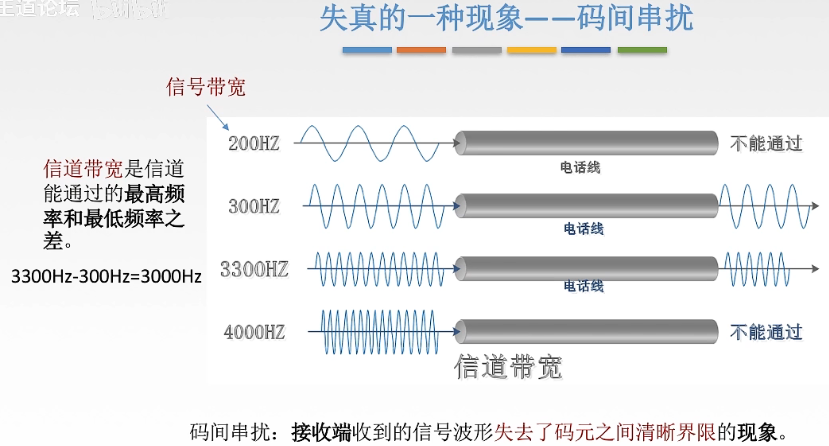 王道论坛
失真的一种现象——码间串扰
信号带宽
200HZ
不能通过
电话线
信道带宽是信道
能通过的最高频
率和最低频率之
差。
300HZ
电话线
3300Hz-300Hz=3000Hz
3300HZ
电话线
4000HZ
不能通过
信道带宽
码间串扰：接收端收到的信号波形失去了码元之间清晰界限的现象。